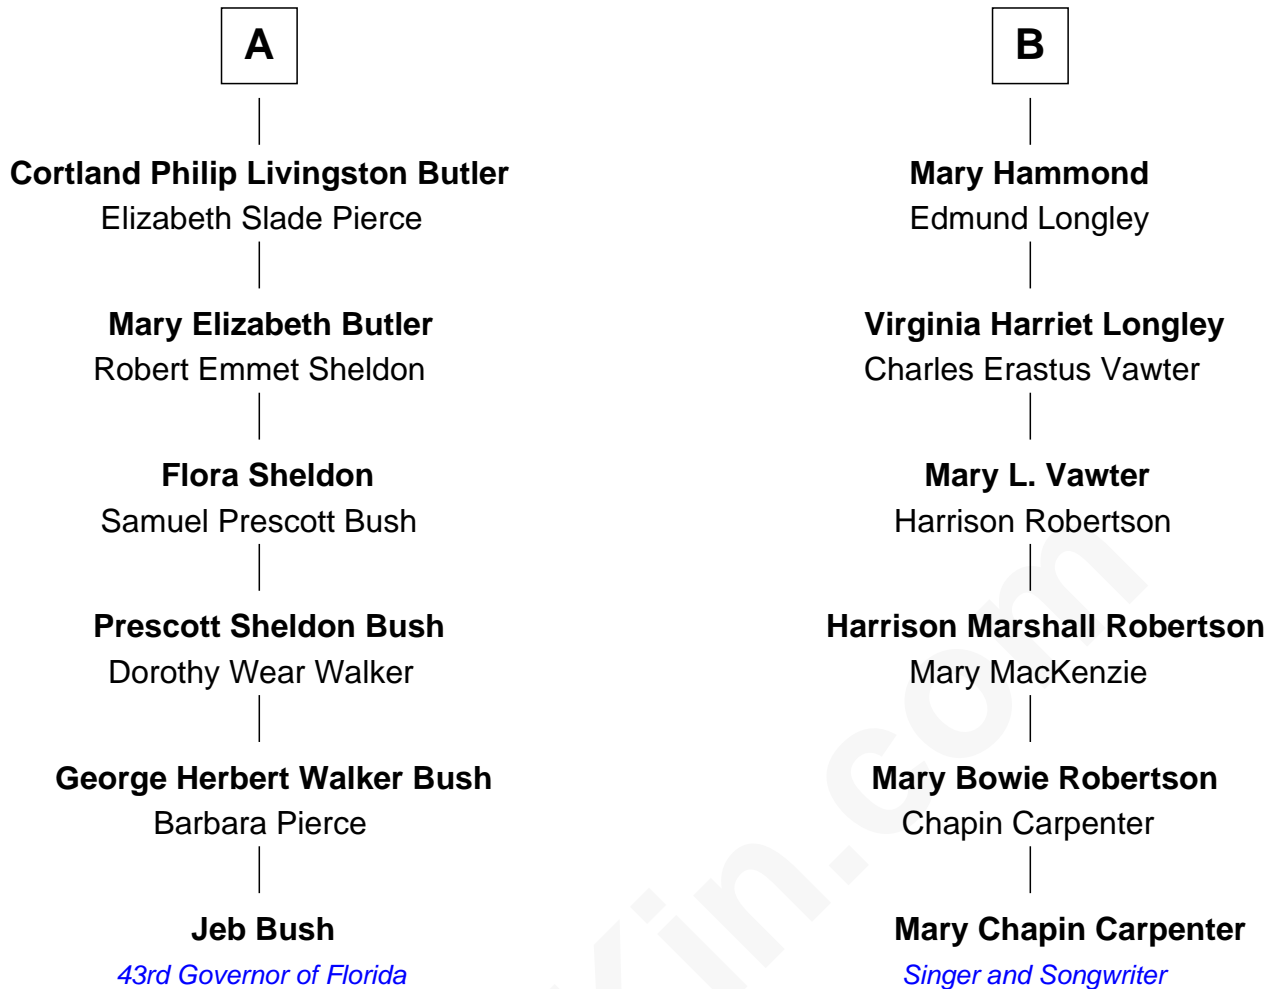 A
B
Cortland Philip Livingston Butler
Elizabeth Slade Pierce
Mary Hammond
Edmund Longley
Mary Elizabeth Butler
Robert Emmet Sheldon
Virginia Harriet Longley
Charles Erastus Vawter
Flora Sheldon
Samuel Prescott Bush
Mary L. Vawter
Harrison Robertson
Prescott Sheldon Bush
Dorothy Wear Walker
Harrison Marshall Robertson
Mary MacKenzie
George Herbert Walker Bush
Barbara Pierce
Mary Bowie Robertson
Chapin Carpenter
Jeb Bush
43rd Governor of Florida
Mary Chapin Carpenter
Singer and Songwriter